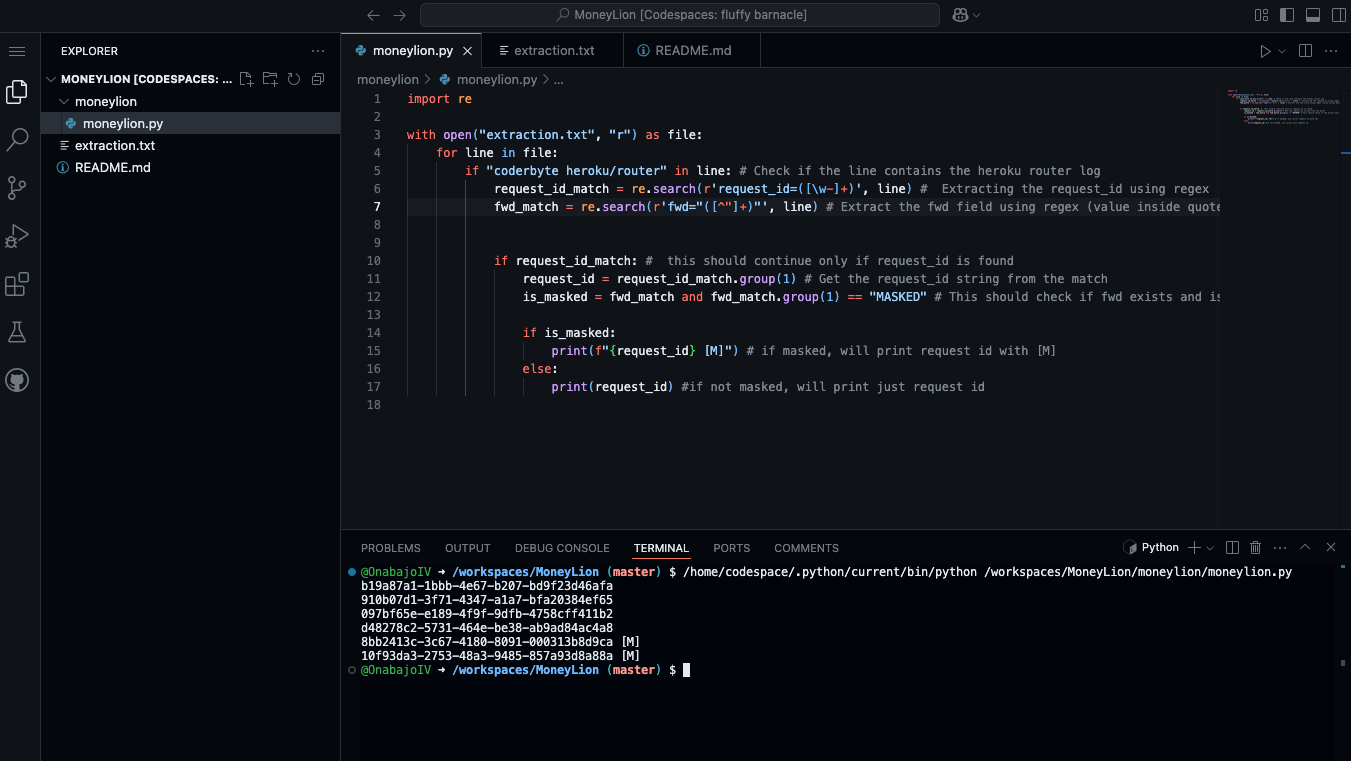 MoneyLion [Codespaces: fluffy barnacle]
EXPLORER
MONEYLION [CODESPACES: ...
moneylion
moneylion.py
extraction.txt
README.md
moneylion.py
extraction.txt
README.md
moneylion > moneylion.py > ...
1 import re
2
3 with open("extraction.txt", "r") as file:
4     for line in file:
5         if "coderbyte heroku/router" in line: # Check if the line contains the heroku router log
6             request_id_match = re.search(r'request_id=([\w-]+)', line) #  Extracting the request_id using regex
7             fwd_match = re.search(r'fwd="([^"]+)"', line) # Extract the fwd field using regex (value inside quote
8
9
10             if request_id_match: #  this should continue only if request_id is found
11                 request_id = request_id_match.group(1) # Get the request_id string from the match
12                 is_masked = fwd_match and fwd_match.group(1) == "MASKED" # This should check if fwd exists and is
13
14                 if is_masked:
15                     print(f"{request_id} [M]") # if masked, will print request id with [M]
16                 else:
17                     print(request_id) #if not masked, will print just request id
18
PROBLEMS OUTPUT DEBUG CONSOLE TERMINAL PORTS COMMENTS Python
@OnabajoIV ➜ /workspaces/MoneyLion (master) $ /home/codespace/.python/current/bin/python /workspaces/MoneyLion/moneylion/moneylion.py
b19a87a1-1bbb-4e67-b207-bd9f23d46afa
910b07d1-3f71-4347-a1a7-bfa20384ef65
097bf65e-e189-4f9f-9dfb-4758cff411b2
d48278c2-5731-464e-be38-ab9ad84ac4a8
8bb2413c-3c67-4180-8091-000313b8d9ca [M]
10f93da3-2753-48a3-9485-857a93d8a88a [M]
@OnabajoIV ➜ /workspaces/MoneyLion (master) $